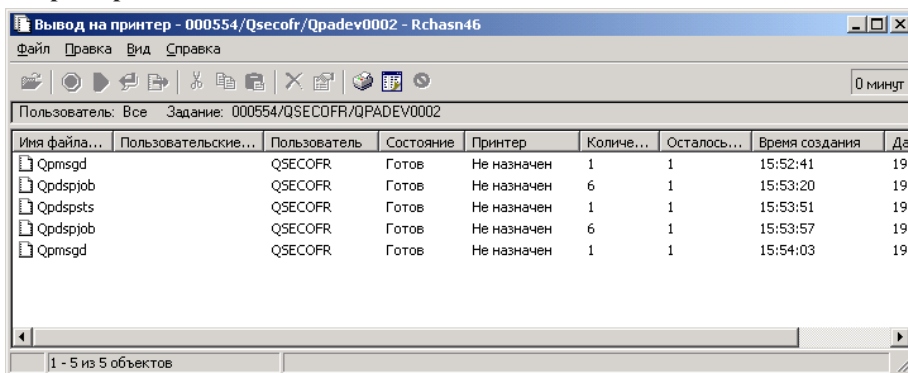 Вывод на принтер - 000554/Qsecofr/Qpadev0002 - Rchasn46
Файл Правка Вид Справка
0 минут
Пользователь: Все Задание: 000554/QSECOFR/QPADEV0002
Имя файла... Пользовательские... Пользователь Состояние Принтер Количе... Осталось... Время создания Да
Qpmsgd QSECOFR Готов Не назначен 1 1 15:52:41 19
Qpdspjob QSECOFR Готов Не назначен 6 1 15:53:20 19
Qpdspsts QSECOFR Готов Не назначен 1 1 15:53:51 19
Qpdspjob QSECOFR Готов Не назначен 6 1 15:53:57 19
Qpmsgd QSECOFR Готов Не назначен 1 1 15:54:03 19
1 - 5 из 5 объектов